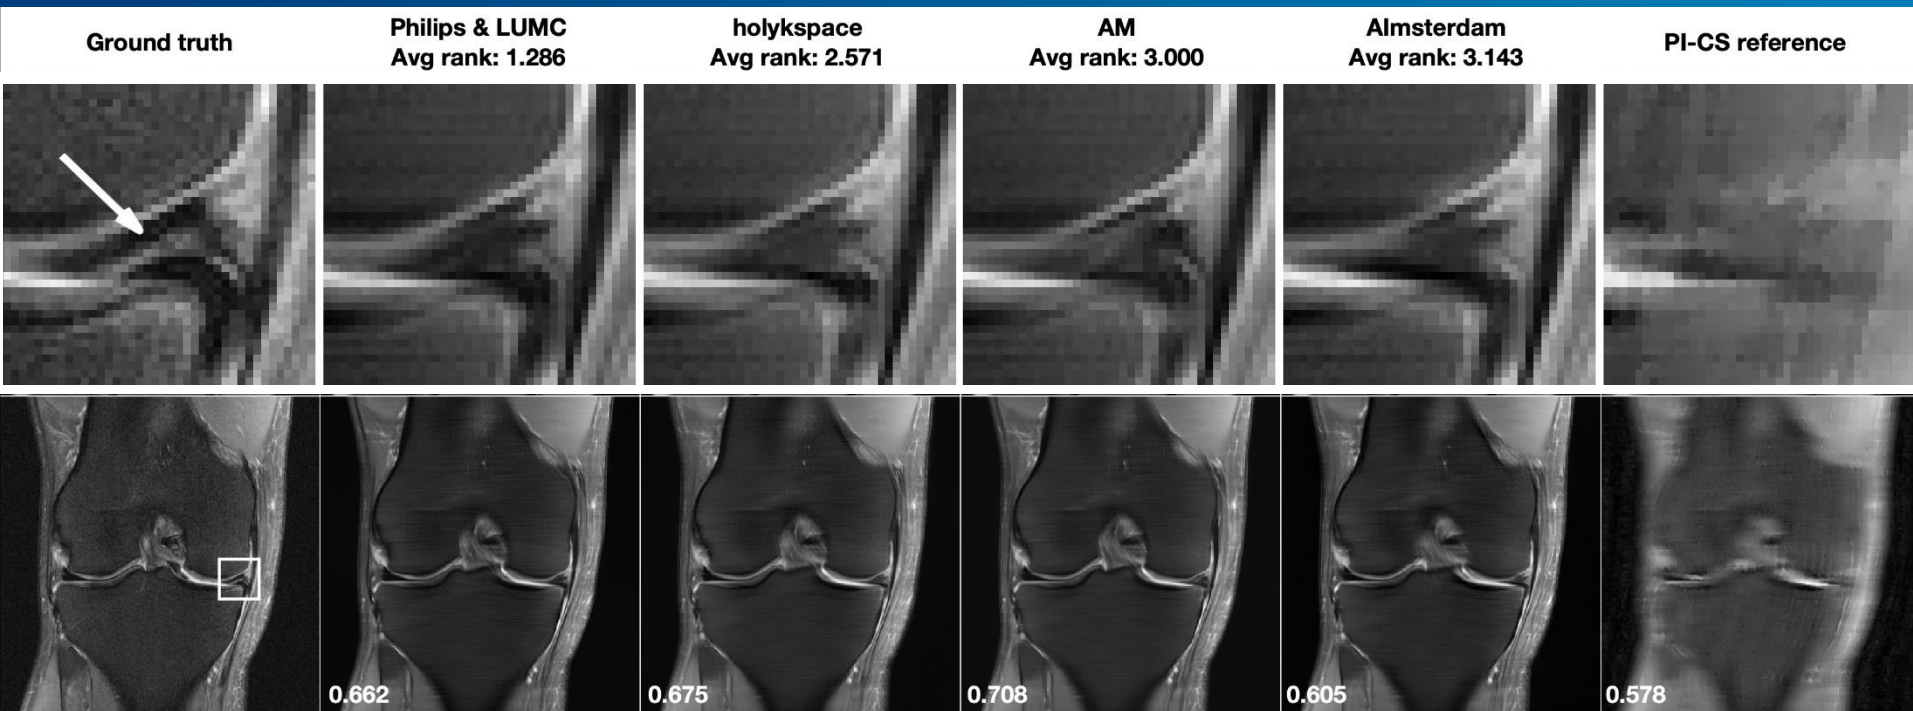 Ground truth
Philips & LUMC
Avg rank: 1.286
holykspace
Avg rank: 2.571
AM
Avg rank: 3.000
AImsterdam
Avg rank: 3.143
PI-CS reference
0.662
0.675
0.708
0.605
0.578